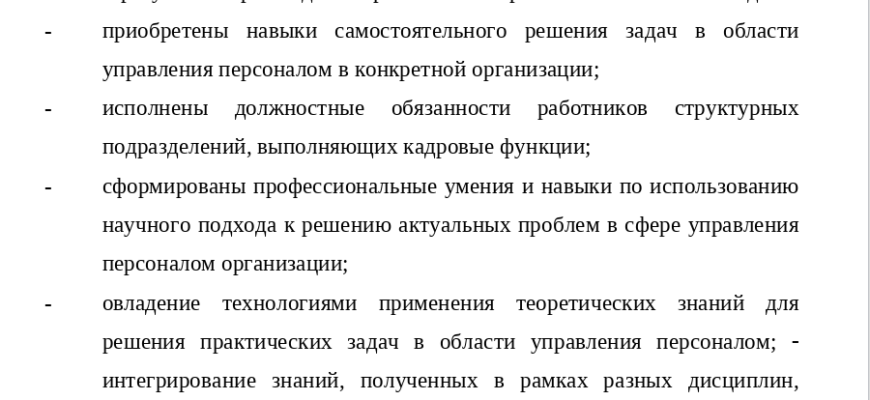 - приобретены навыки самостоятельного решения задач в области
управления персоналом в конкретной организации;
- исполнены должностные обязанности работников структурных
подразделений, выполняющих кадровые функции;
- сформированы профессиональные умения и навыки по использованию
научного подхода к решению актуальных проблем в сфере управления
персоналом организации;
- овладение технологиями применения теоретических знаний для
решения практических задач в области управления персоналом; -
интегрирование знаний, полученных в рамках разных дисциплин,